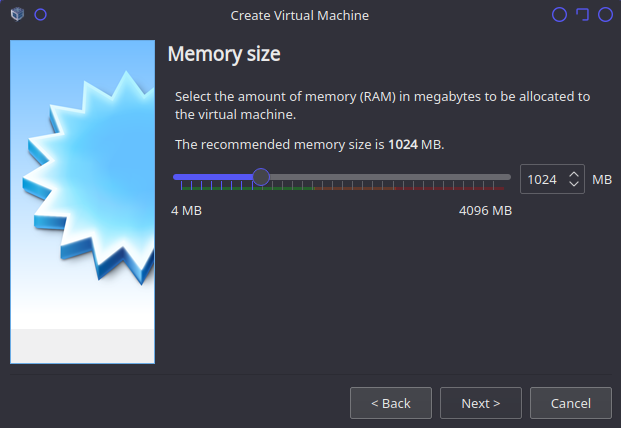 Create Virtual Machine
Memory size
Select the amount of memory (RAM) in megabytes to be allocated to
the virtual machine.
The recommended memory size is 1024 MB.
1024 MB
4 MB 4096 MB
< Back Next > Cancel